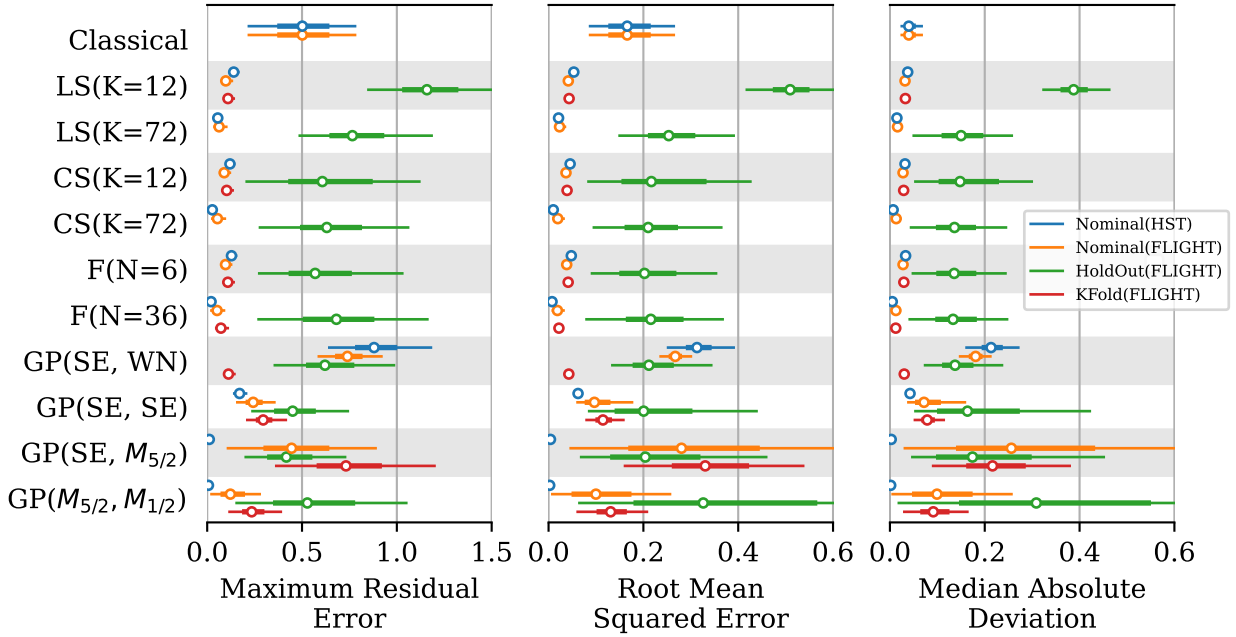 Classical
LS(K=12)
LS(K=72)
CS(K=12)
CS(K=72)
F(N=6)
F(N=36)
GP(SE, WN)
GP(SE, SE)
GP(SE, M5/2)
GP(M5/2, M1/2)
Nominal(HST)
Nominal(FLIGHT)
HoldOut(FLIGHT)
KFold(FLIGHT)
0.0 0.5 1.0 1.5
0.0 0.2 0.4 0.6
0.0 0.2 0.4 0.6
Maximum Residual
Error
Root Mean
Squared Error
Median Absolute
Deviation